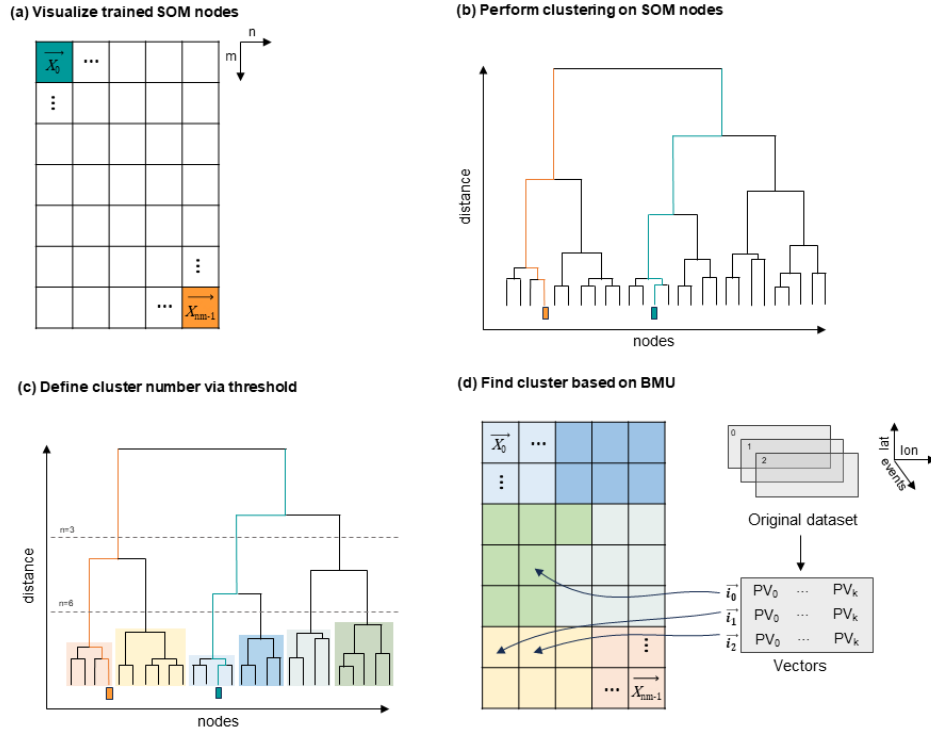 (a) Visualize trained SOM nodes
n
m
X₀ ...
⋮
⋮
... Xnm-1
(b) Perform clustering on SOM nodes
distance
nodes
(c) Define cluster number via threshold
n=3
n=6
distance
nodes
(d) Find cluster based on BMU
X₀ ...
⋮
⋮
... Xnm-1
0
1
2
lat
lon
events
Original dataset
i₀ PV₀ ... PVₖ
i₁ PV₀ ... PVₖ
i₂ PV₀ ... PVₖ
Vectors